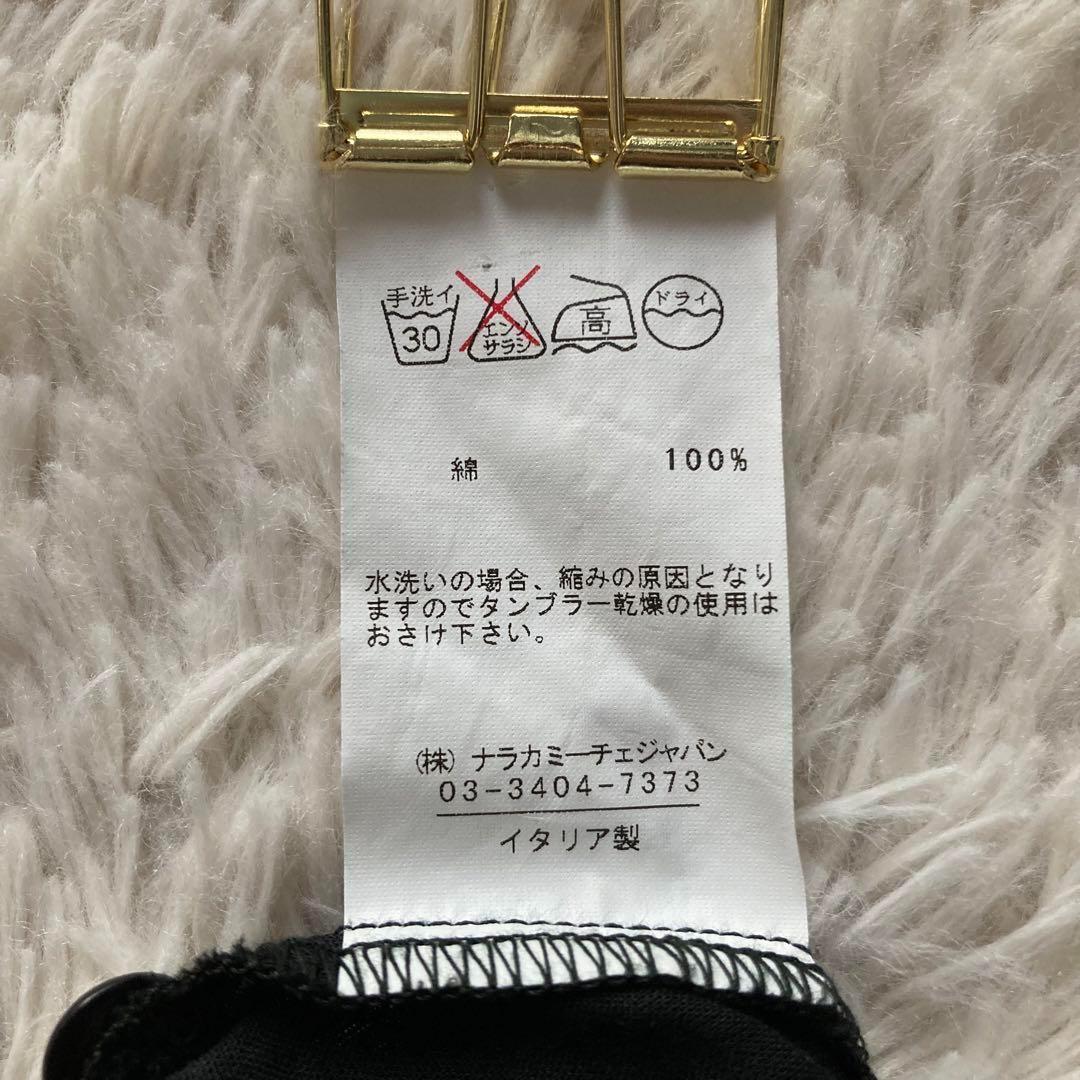 手洗イ
30
エンソ
サラシ
高
ドライ
綿 100%
水洗いの場合、縮みの原因となり
ますのでタンブラー乾燥の使用は
おさけ下さい。
(株) ナラカミーチェジャパン
03-3404-7373
イタリア製